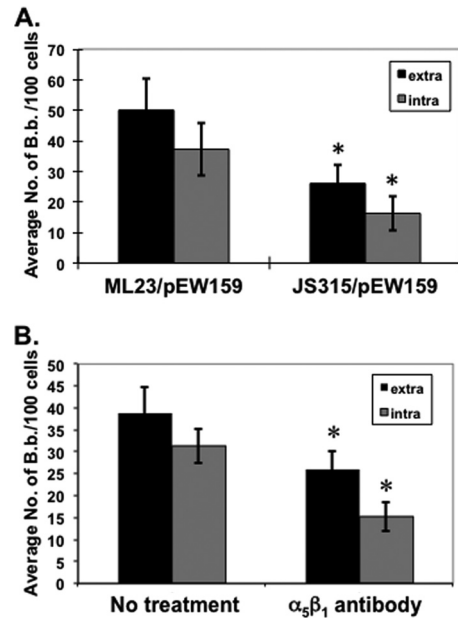 A.
Average No. of B.b./100 cells
70
60
50
40
30
20
10
0
extra
intra
*
*
ML23/pEW159 JS315/pEW159
B.
Average No. of B.b./100 cells
50
45
40
35
30
25
20
15
10
5
0
extra
intra
*
*
No treatment α₅β₁ antibody